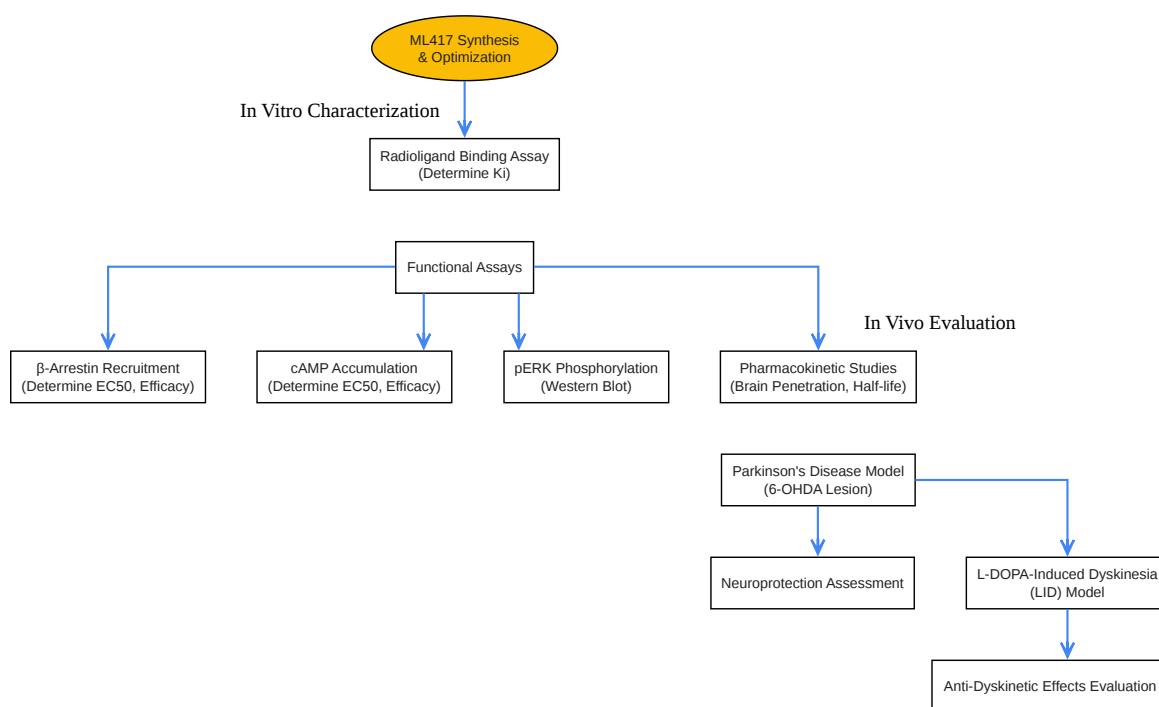 ML417 Synthesis
& Optimization
In Vitro Characterization
Radioligand Binding Assay
(Determine Ki)
Functional Assays
In Vivo Evaluation
β-Arrestin Recruitment
(Determine EC50, Efficacy)
cAMP Accumulation
(Determine EC50, Efficacy)
pERK Phosphorylation
(Western Blot)
Pharmacokinetic Studies
(Brain Penetration, Half-life)
Parkinson's Disease Model
(6-OHDA Lesion)
Neuroprotection Assessment
L-DOPA-Induced Dyskinesia
(LID) Model
Anti-Dyskinetic Effects Evaluation